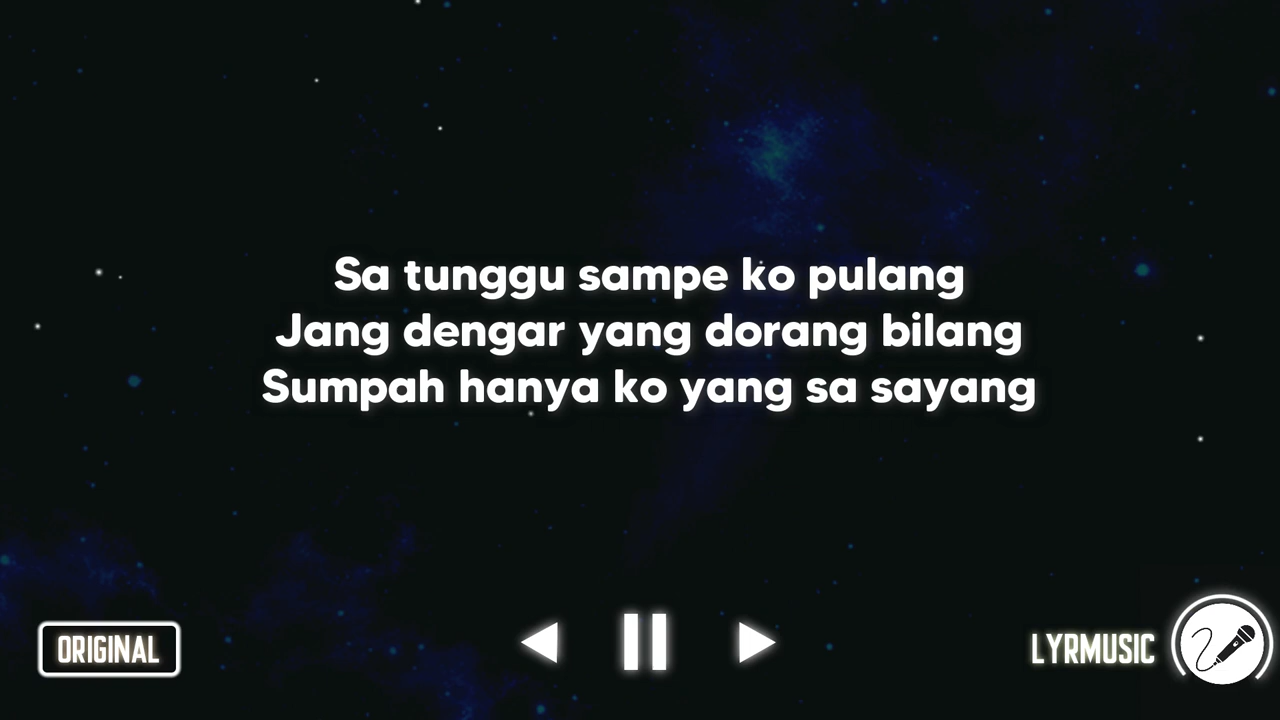 Sa tunggu sampe ko pulang
Jang dengar yang dorang bilang
Sumpah hanya ko yang sa sayang
ORIGINAL
LYRMUSIC